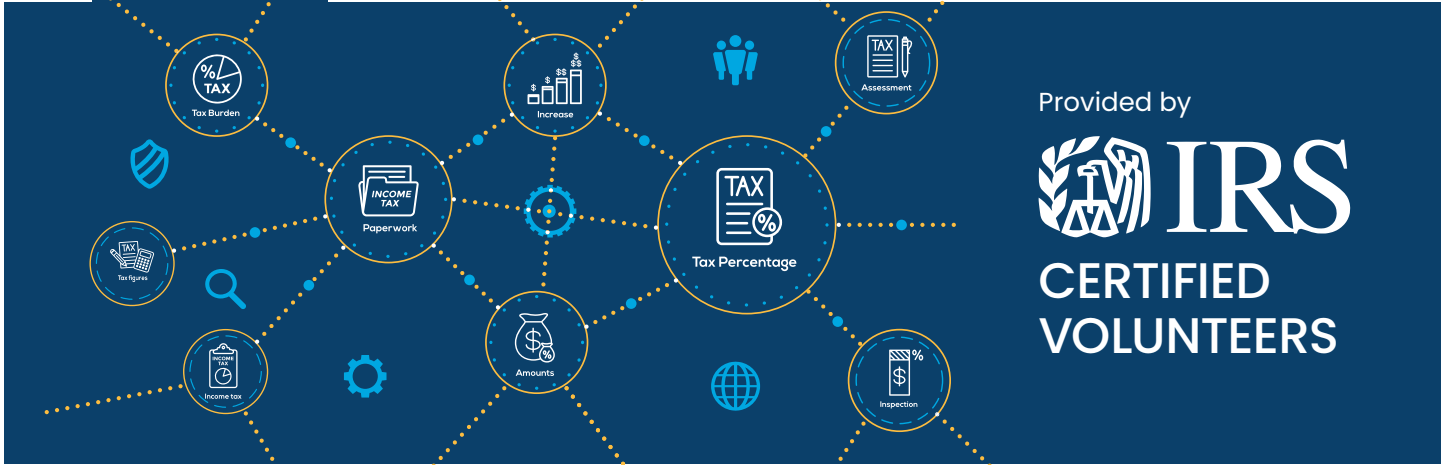 % TAX
Tax Burden
$ $ $$ $ $$
Increase
TAX
Assessment
INCOME
TAX
Paperwork
TAX
%
Tax Percentage
TAX
Tax figures
INCOME
TAX
Income tax
$
%
Amounts
%
$
Inspection
Provided by
IRS
CERTIFIED
VOLUNTEERS